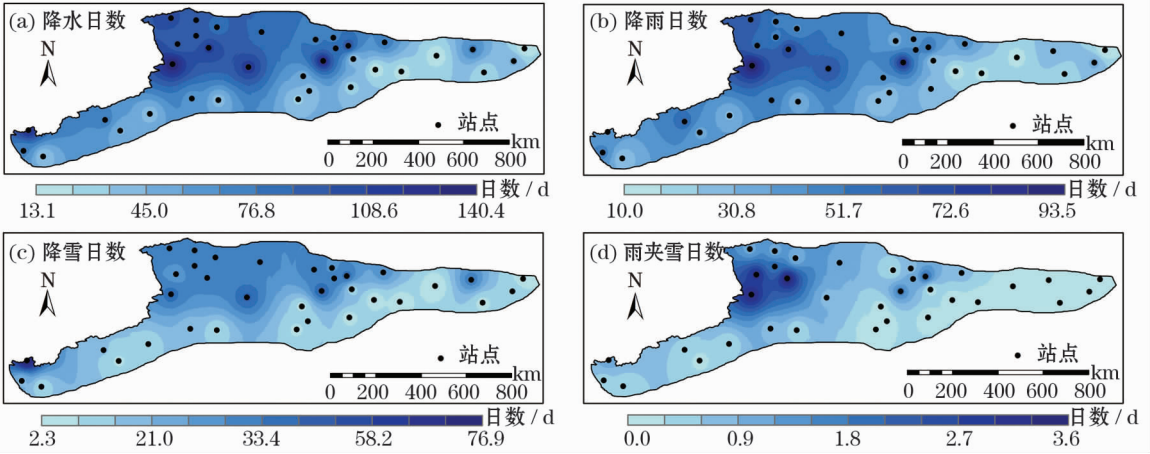 (a) 降水日数
N
站点
km
0 200 400 600 800
日数 / d
13.1 45.0 76.8 108.6 140.4
(b) 降雨日数
N
站点
km
0 200 400 600 800
日数 / d
10.0 30.8 51.7 72.6 93.5
(c) 降雪日数
N
站点
km
0 200 400 600 800
日数 / d
2.3 21.0 33.4 58.2 76.9
(d) 雨夹雪日数
N
站点
km
0 200 400 600 800
日数 / d
0.0 0.9 1.8 2.7 3.6